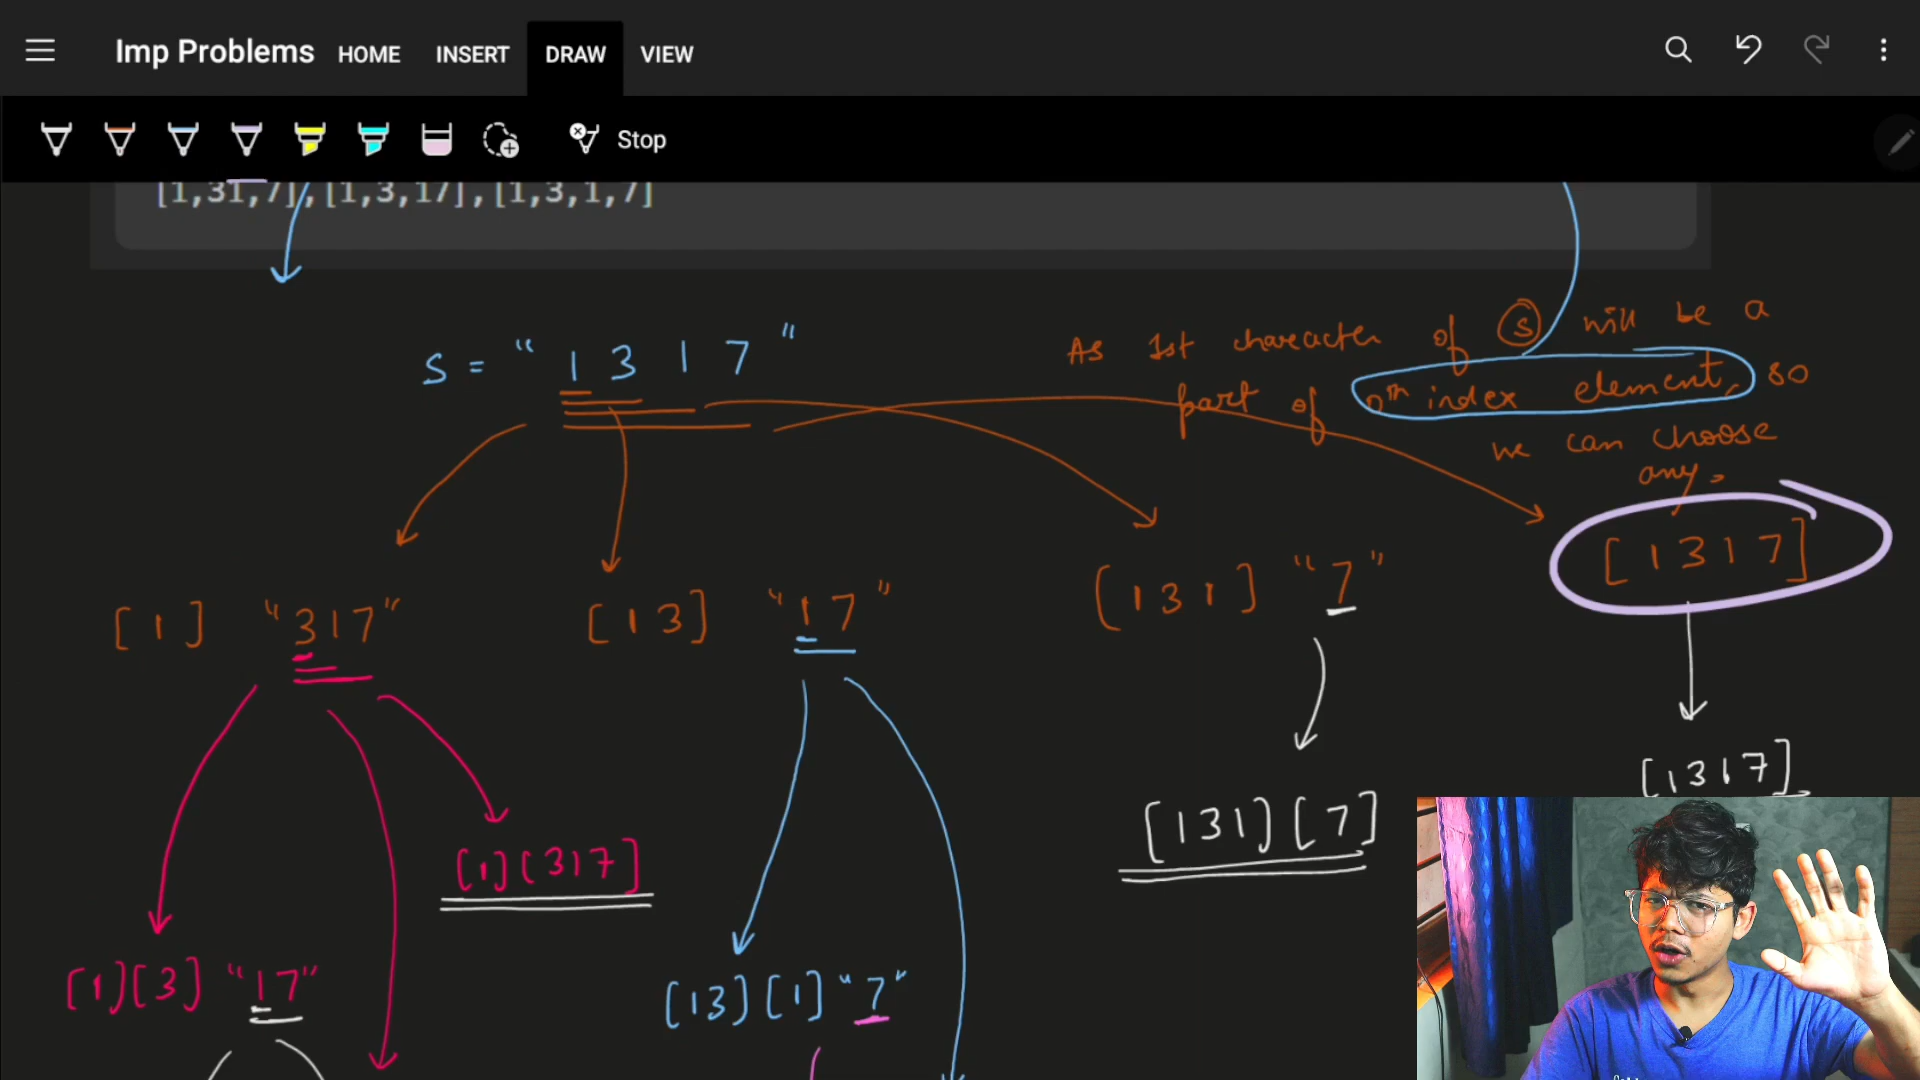 Imp Problems HOME INSERT DRAW VIEW
Stop
[1,31,7],[1,3,17],[1,3,1,7]
S = " 1 3 1 7 "
As 1st chareacter of s will be a
part of 0th index element, so
we can choose
any.
[1] "317"
[13] "17"
[131] "7"
[1317]
[1317]
[131][7]
[1][317]
[1][3] "17"
[13][1] "7"